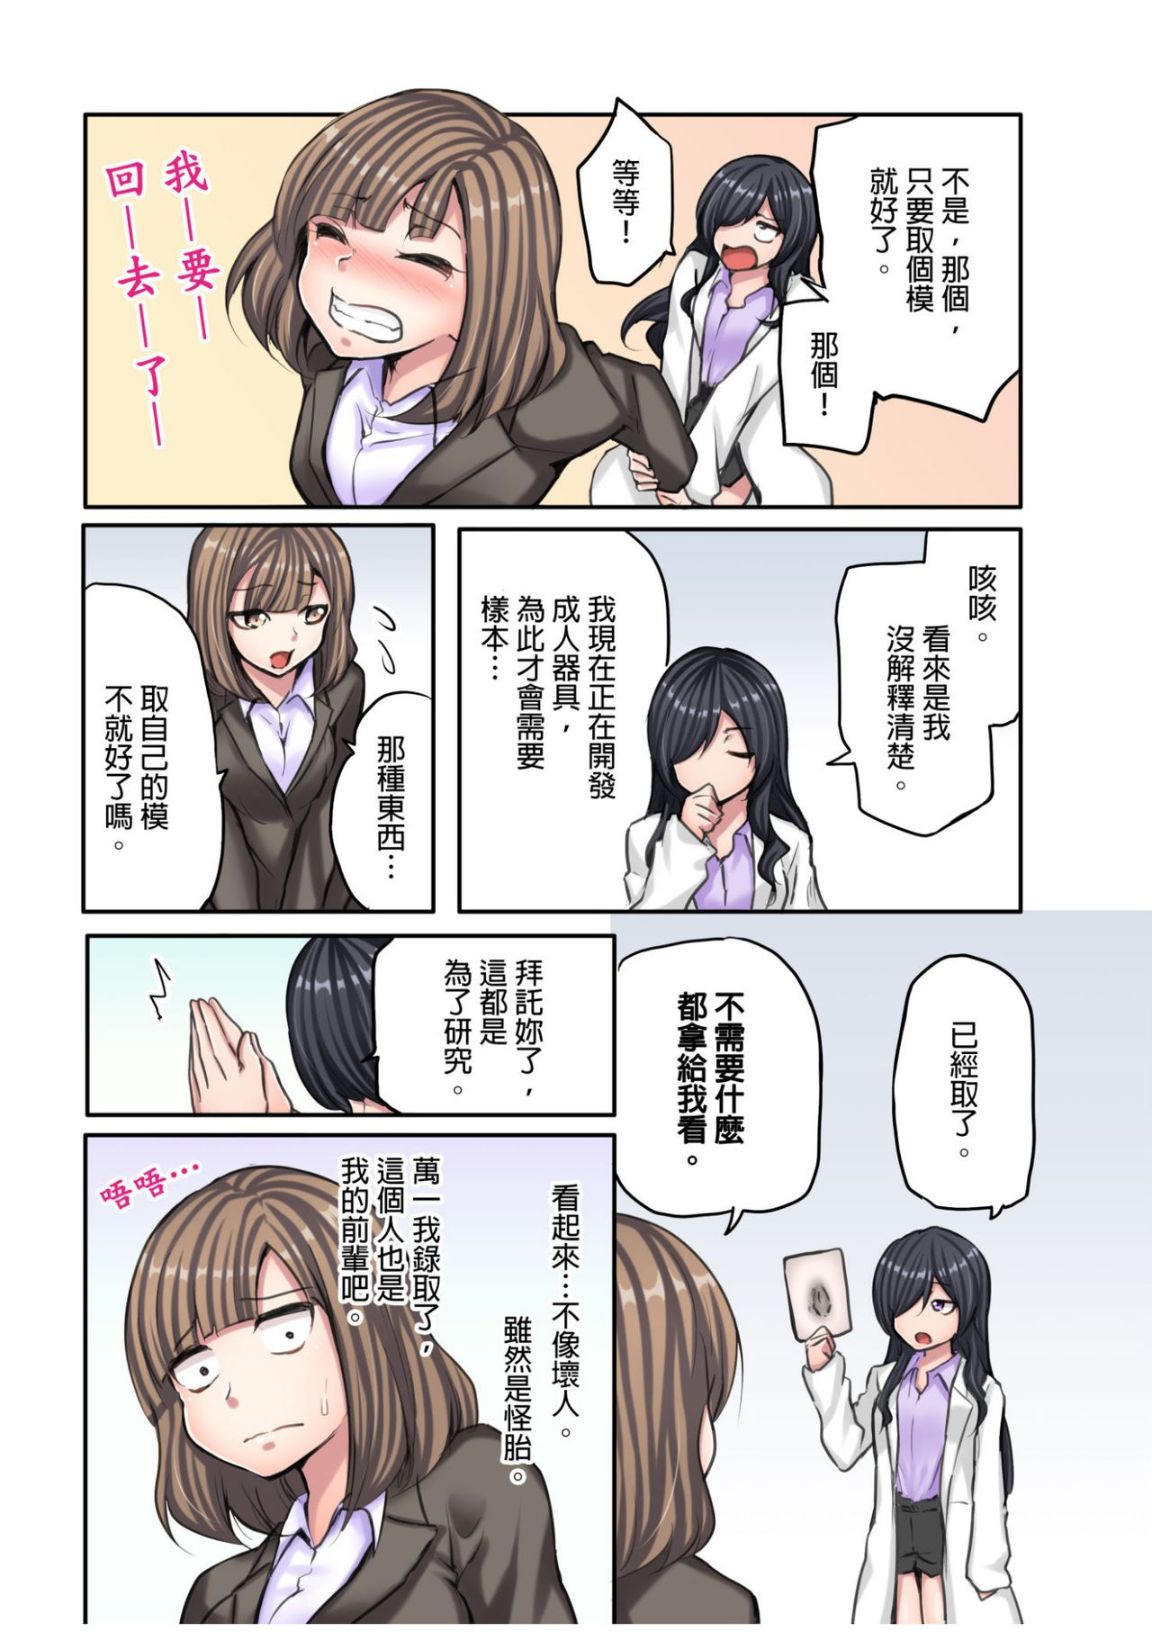 不是，那個，
只要取個模
就好了。
那個！
等等！
我—要—
回—去—了—
咳咳。
看來是我
沒解釋清楚。
我現在正在開發
成人器具，
為此才會需要
樣本…
那種東西…
取自己的模
不就好了嗎。
已經取了。
不需要什麼
都拿給我看。
拜託妳了，
這都是
為了研究。
看起來…不像壞人。
雖然是怪胎。
萬一我錄取了，
這個人也是
我的前輩吧。
唔唔…